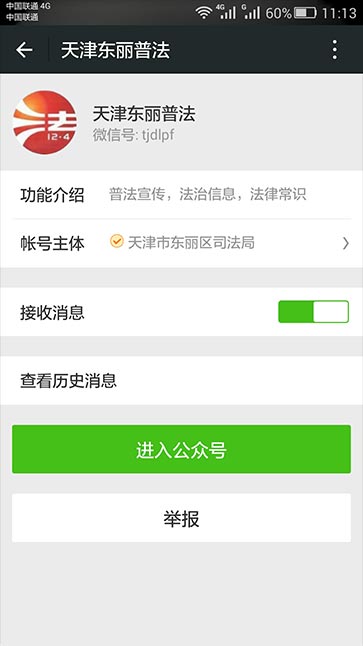 中国联通 4G
中国联通
4G
G
G
60%
11:13
天津东丽普法
法
12·4
天津东丽普法
微信号: tjdlpf
功能介绍 普法宣传，法治信息，法律常识
帐号主体 天津市东丽区司法局
接收消息
查看历史消息
进入公众号
举报